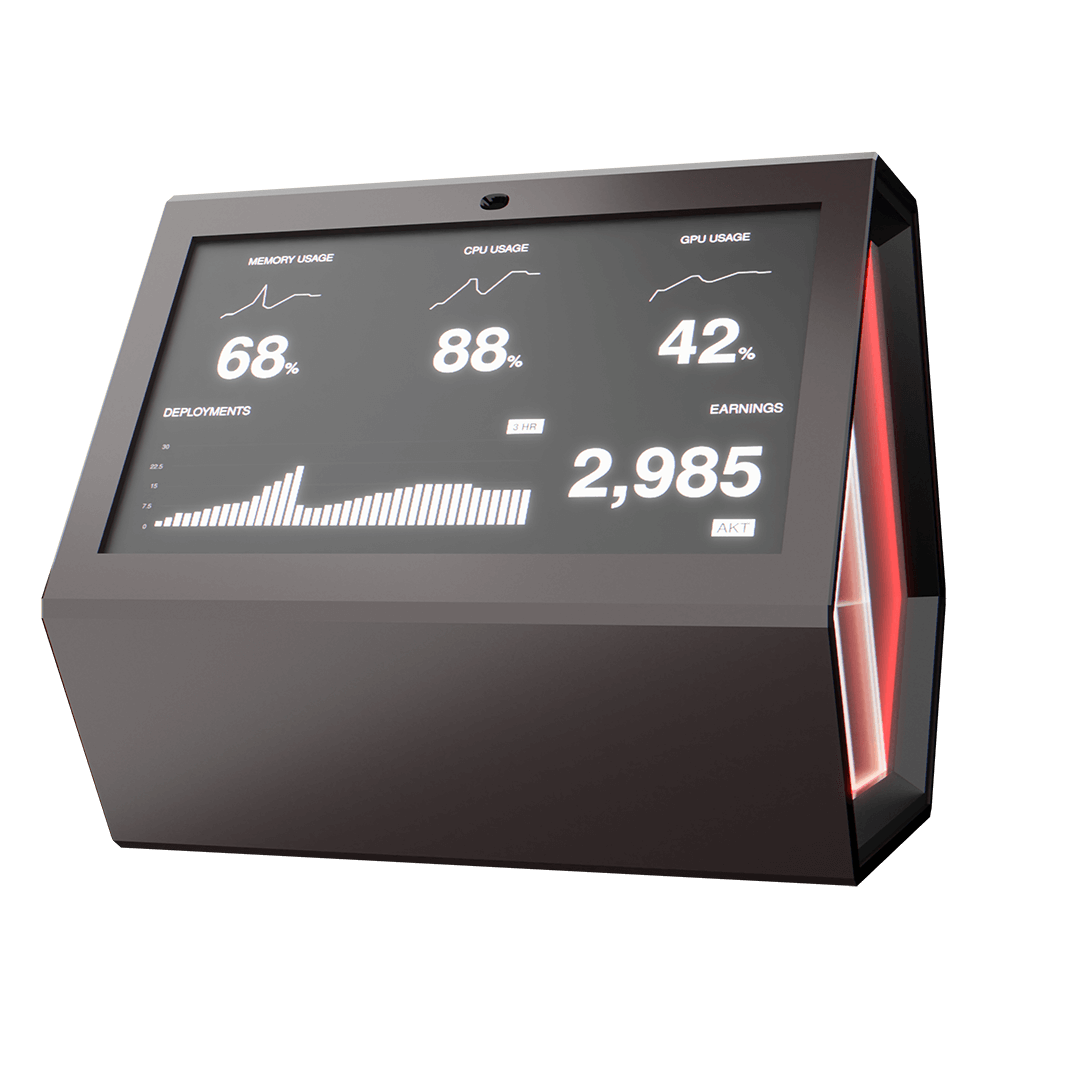 MEMORY USAGE
68%
CPU USAGE
88%
GPU USAGE
42%
DEPLOYMENTS
3 HR
30
22.5
15
7.5
0
EARNINGS
2,985
AKT